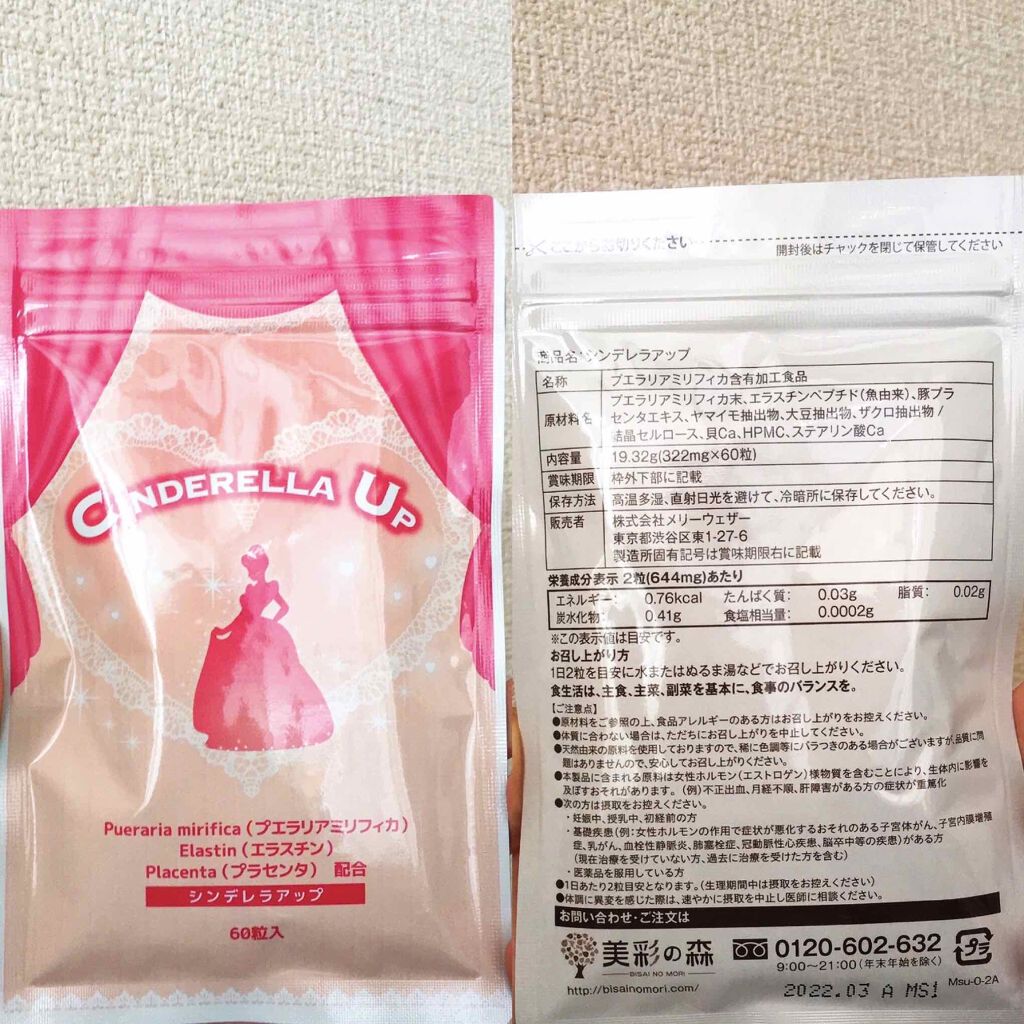 CINDERELLA UP
Pueraria mirifica(プエラリアミリフィカ)
Elastin(エラスチン)
Placenta(プラセンタ) 配合
シンデレラアップ
60粒入
ここからお切りください
開封後はチャックを閉じて保管してください
商品名:シンデレラアップ
名称 プエラリアミリフィカ含有加工食品
原材料名 プエラリアミリフィカ末、エラスチンペプチド(魚由来)、豚プラ
センタエキス、ヤマイモ抽出物、大豆抽出物、ザクロ抽出物/
結晶セルロース、貝Ca、HPMC、ステアリン酸Ca
内容量 19.32g(322mg×60粒)
賞味期限 枠外下部に記載
保存方法 高温多湿、直射日光を避けて、冷暗所に保存してください。
販売者 株式会社メリーウェザー
東京都渋谷区東1-27-6
製造所固有記号は賞味期限右に記載
栄養成分表示 2粒(644mg)あたり
エネルギー: 0.76kcal たんぱく質: 0.03g 脂質: 0.02g
炭水化物: 0.41g 食塩相当量: 0.0002g
※この表示値は目安です。
お召し上がり方
1日2粒を目安に水またはぬるま湯などでお召し上がりください。
食生活は、主食、主菜、副菜を基本に、食事のバランスを。
【ご注意点】
●原材料をご参照の上、食品アレルギーのある方はお召し上がりをお控えください。
●体質に合わない場合は、ただちにお召し上がりを中止してください。
●天然由来の原料を使用しておりますので、稀に色調等にバラつきのある場合がございますが、品質に問
題はありませんので、安心してお召し上がりください。
●本製品に含まれる原料は女性ホルモン(エストロゲン)様物質を含むことにより、生体内に影響を
及ぼすおそれがあります。(例)不正出血、月経不順、肝障害がある方の症状が重篤化
●次の方は摂取をお控えください。
・妊娠中、授乳中、初経前の方
・基礎疾患(例:女性ホルモンの作用で症状が悪化するおそれのある子宮体がん、子宮内膜増殖
症、乳がん、血栓性静脈炎、肺塞栓症、冠動脈性心疾患、脳卒中等の疾患)がある方
(現在治療を受けていない方、過去に治療を受けた方を含む)
・医薬品を服用している方
●1日あたり2粒目安となります。(生理期間中は摂取をお控えください)
●体調に異変を感じた際は、速やかに摂取を中止し医師に相談ください。
お問い合わせ・ご注文は
美彩の森 0120-602-632
BISAI NO MORI 9:00~21:00(年末年始を除く)
プラ
http://bisainomori.com/
2022.03 A MS1
Msu-0-2A